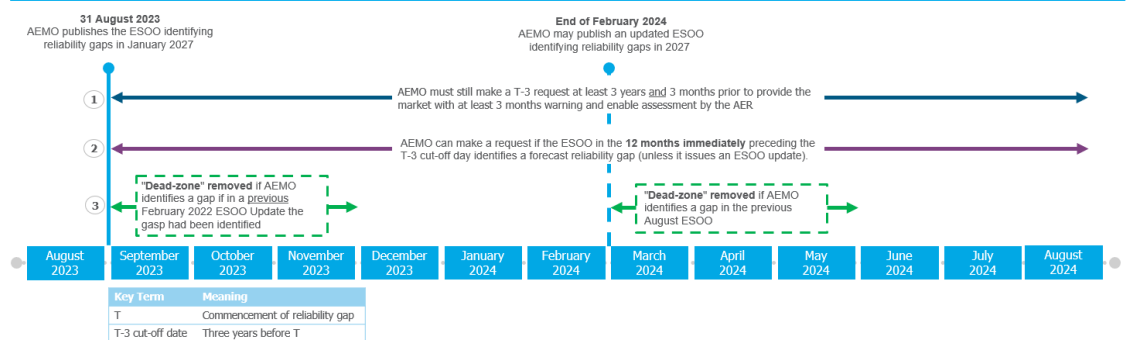 31 August 2023
AEMO publishes the ESOO identifying
reliability gaps in January 2027
End of February 2024
AEMO may publish an updated ESOO
identifying reliability gaps in 2027
1
AEMO must still make a T-3 request at least 3 years and 3 months prior to provide the
market with at least 3 months warning and enable assessment by the AER
2
AEMO can make a request if the ESOO in the 12 months immediately preceding the
T-3 cut-off day identifies a forecast reliability gap (unless it issues an ESOO update).
3
"Dead-zone" removed if AEMO
identifies a gap if in a previous
February 2022 ESOO Update the
gasp had been identified
"Dead-zone" removed if AEMO
identifies a gap in the previous
August ESOO
August
2023
September
2023
October
2023
November
2023
December
2023
January
2024
February
2024
March
2024
April
2024
May
2024
June
2024
July
2024
August
2024
Key Term Meaning
T Commencement of reliability gap
T-3 cut-off date Three years before T